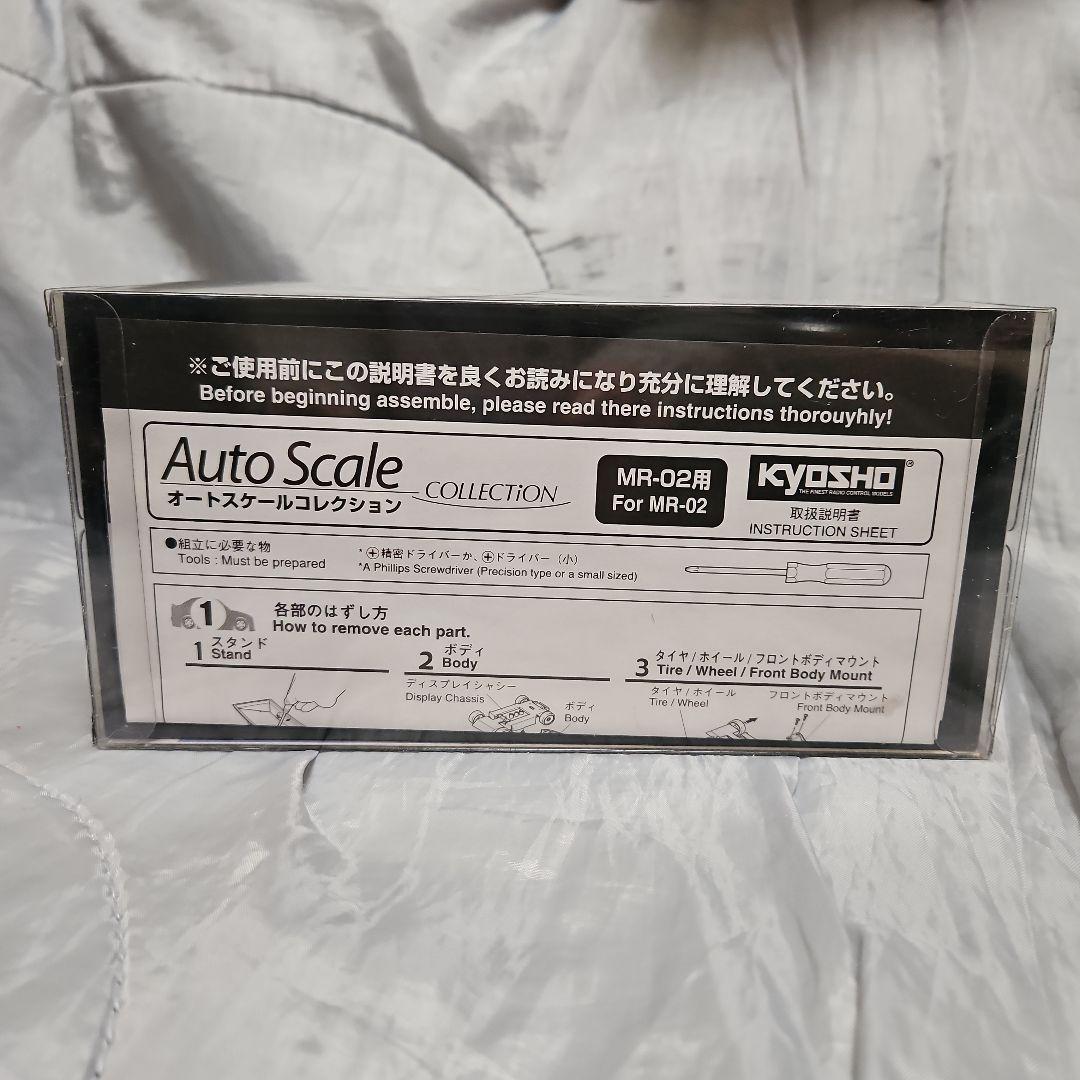 ※ご使用前にこの説明書を良くお読みになり充分に理解してください。
Before beginning assemble, please read there instructions thorouyhly!
Auto Scale COLLECTiON
オートスケールコレクション
MR-02用
For MR-02
KYOSHO
THE FINEST RADIO CONTROL MODELS
取扱説明書
INSTRUCTION SHEET
●組立に必要な物
Tools : Must be prepared
*⊕精密ドライバーか、⊕ドライバー（小）
*A Phillips Screwdriver (Precision type or a small sized)
1 各部のはずし方
How to remove each part.
1 スタンド
Stand
2 ボディ
Body
3 タイヤ/ホイール/フロントボディマウント
Tire / Wheel / Front Body Mount
ディスプレイシャシー
Display Chassis
ボディ
Body
タイヤ/ホイール
Tire / Wheel
フロントボディマウント
Front Body Mount